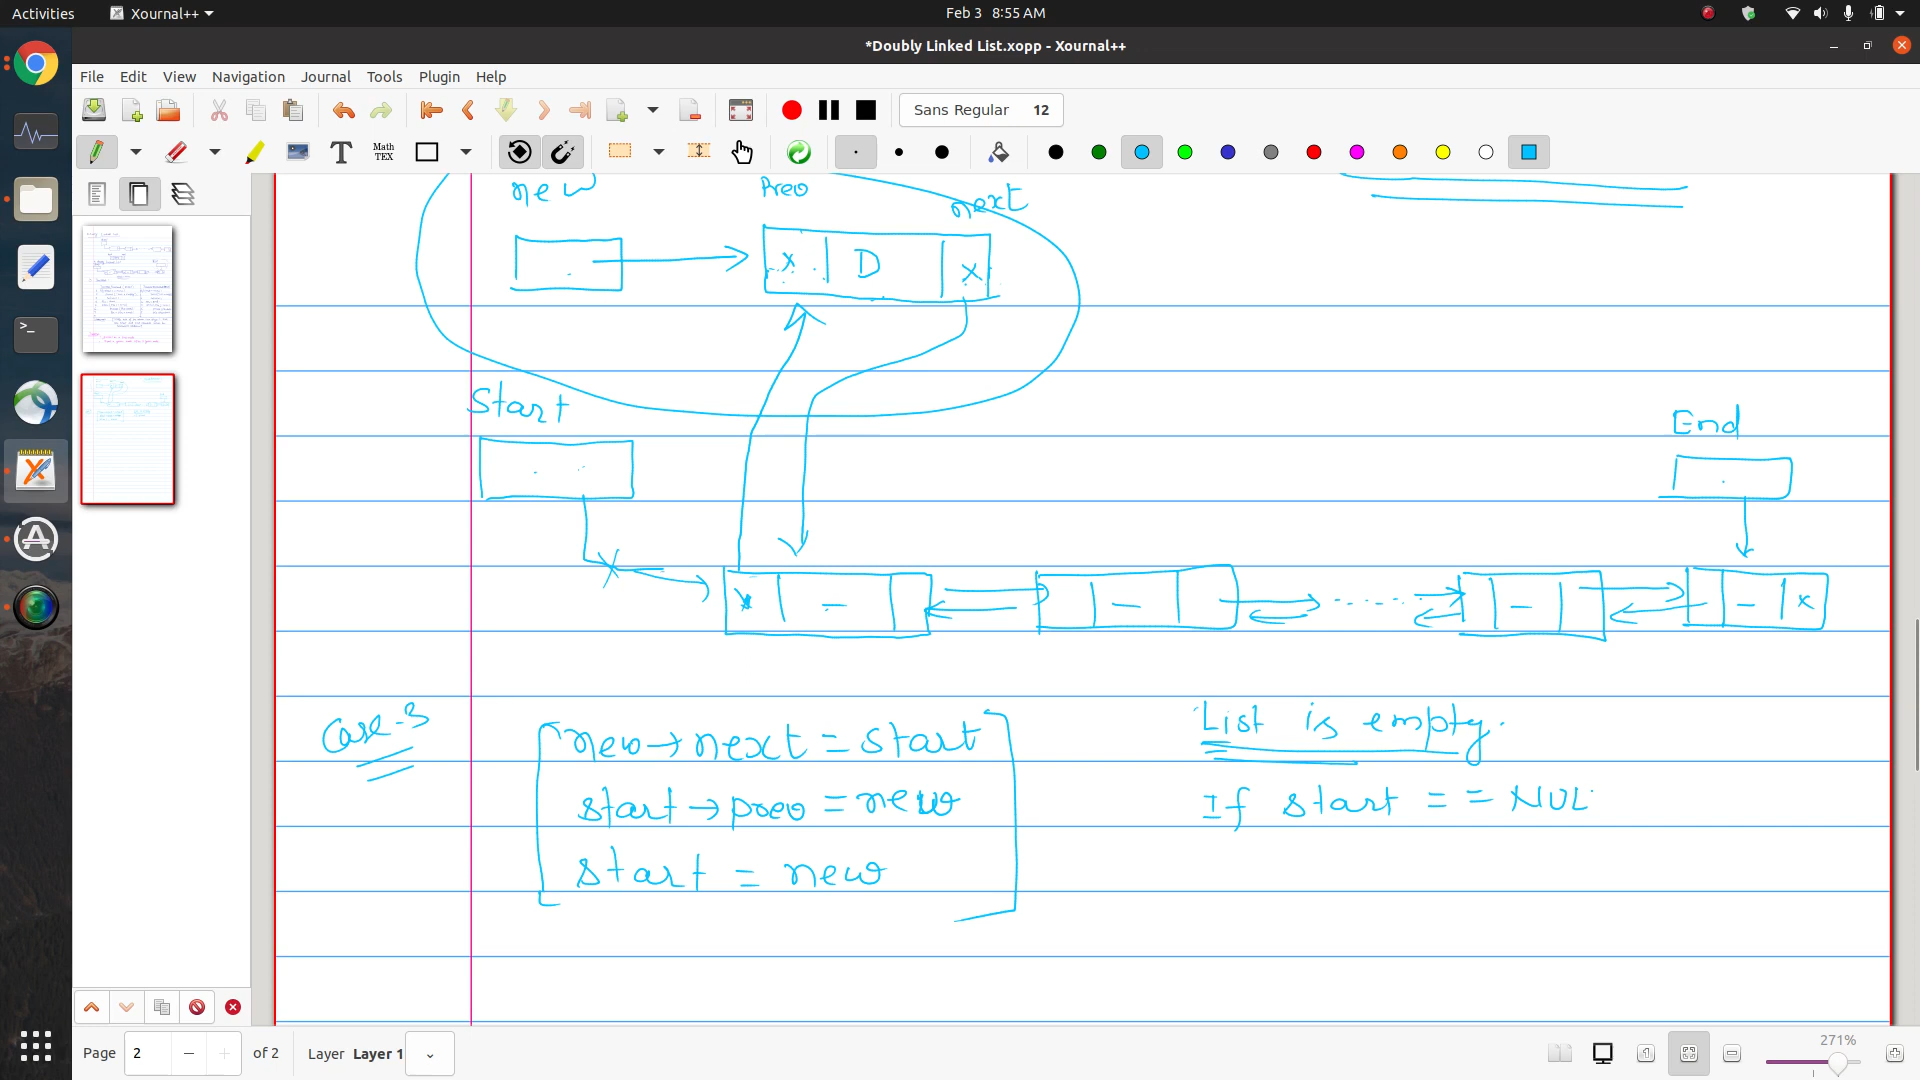 Activities Xournal++ Feb 3 8:55 AM
*Doubly Linked List.xopp - Xournal++
File Edit View Navigation Journal Tools Plugin Help
Sans Regular 12
T Math TEX
new Prev next
x D x
Start
End
x - - - - x
Case-3
new→next = start
start→prev = new
start = new
List is empty.
If start == NUL
Page 2 of 2 Layer Layer 1 271%